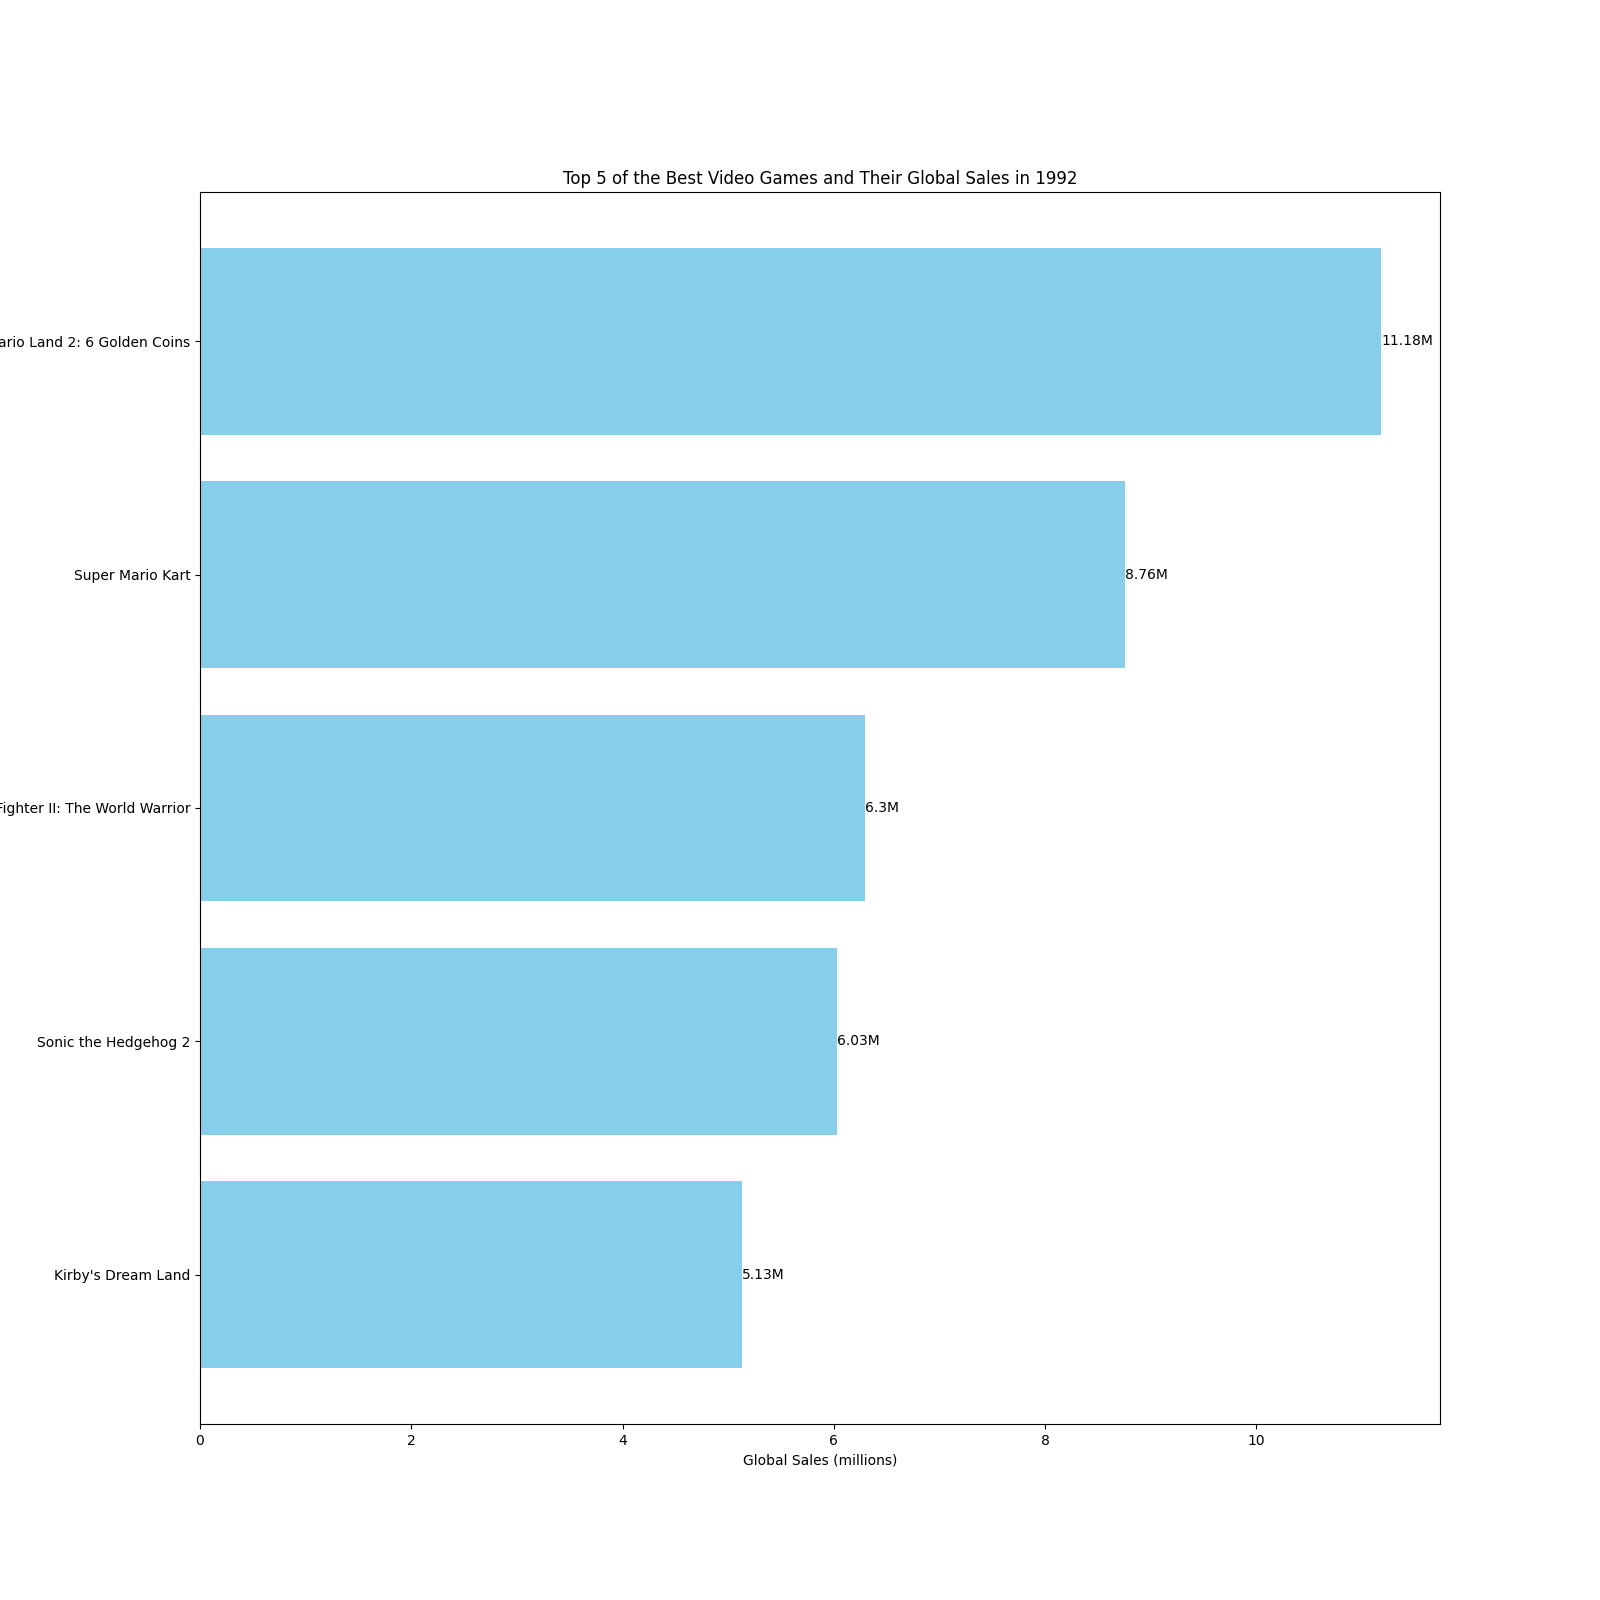 Top 5 of the Best Video Games and Their Global Sales in 1992
ario Land 2: 6 Golden Coins
11.18M
Super Mario Kart
8.76M
Fighter II: The World Warrior
6.3M
Sonic the Hedgehog 2
6.03M
Kirby's Dream Land
5.13M
0 2 4 6 8 10
Global Sales (millions)